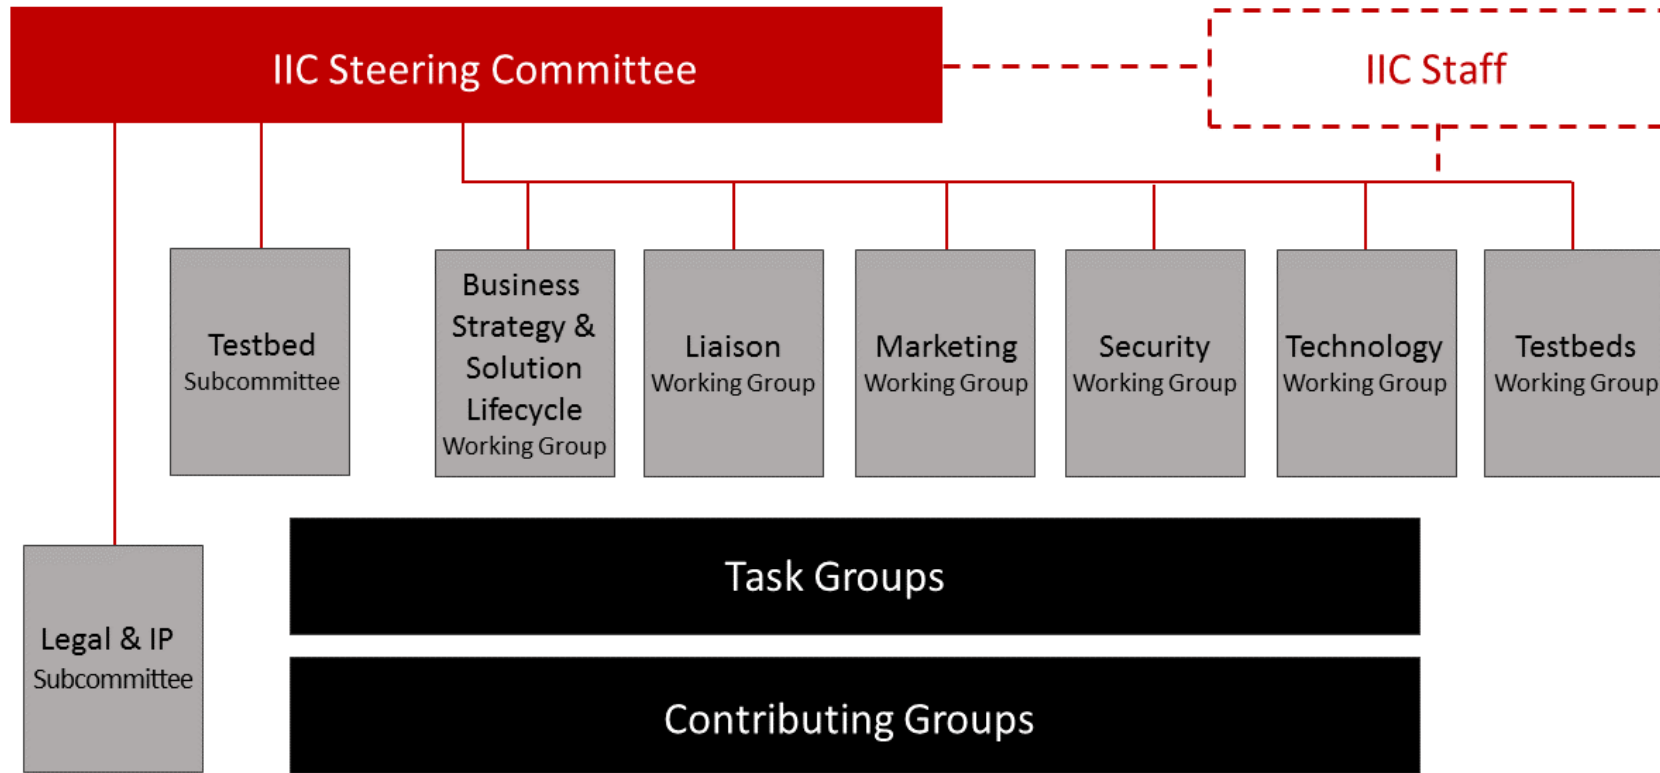 IIC Steering Committee
IIC Staff
Testbed
Subcommittee
Business
Strategy &
Solution
Lifecycle
Working Group
Liaison
Working Group
Marketing
Working Group
Security
Working Group
Technology
Working Group
Testbeds
Working Group
Task Groups
Legal & IP
Subcommittee
Contributing Groups